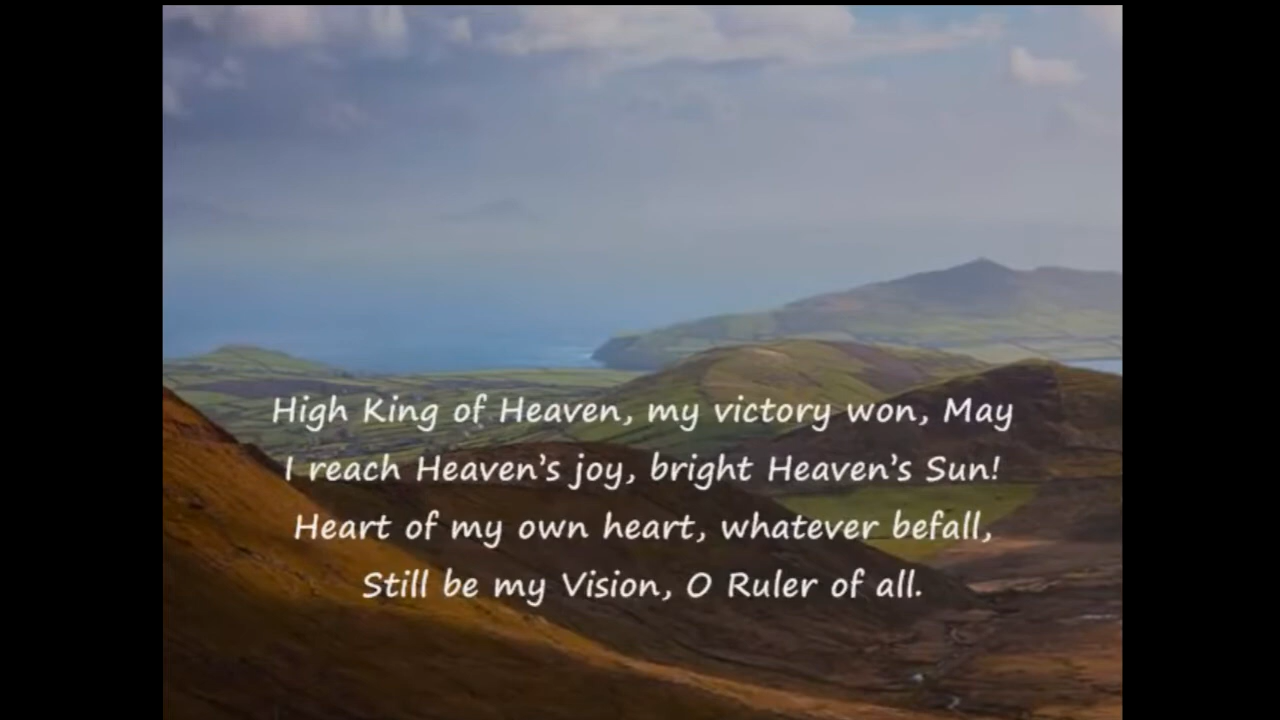 High King of Heaven, my victory won, May
I reach Heaven’s joy, bright Heaven’s Sun!
Heart of my own heart, whatever befall,
Still be my Vision, O Ruler of all.